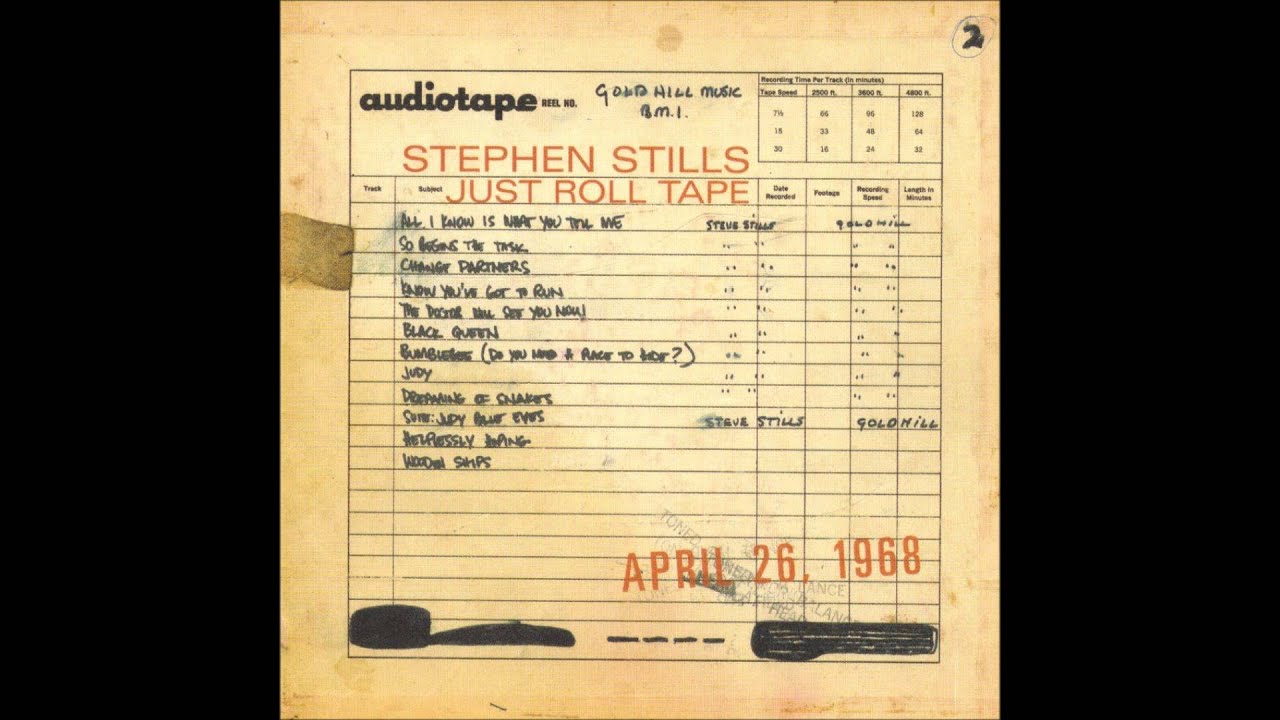 2
audiotape REEL NO. GOLD HILL MUSIC
B.M.I.
Recording Time Per Track (in minutes)
Tape Speed 2500 ft. 3600 ft. 4800 ft.
7½ 66 96 128
15 33 48 64
30 16 24 32
STEPHEN STILLS
JUST ROLL TAPE
Track Subject Date Recorded Footage Recording Speed Length In Minutes
ALL I KNOW IS WHAT YOU TELL ME STEVE STILLS GOLD HILL
SO BEGINS THE TASK " " " "
CHANGE PARTNERS " " " "
KNOW YOU'VE GOT TO RUN " " " "
THE DOCTOR WILL SEE YOU NOW " " " "
BLACK QUEEN " " " "
BUMBLEBEE (DO YOU NEED A PLACE TO HIDE?) " " " "
JUDY " " " "
DREAMING OF SNAKES " " " "
SUITE: JUDY BLUE EYES STEVE STILLS GOLD HILL
HELPLESSLY HOPING
WOODEN SHIPS
APRIL 26, 1968